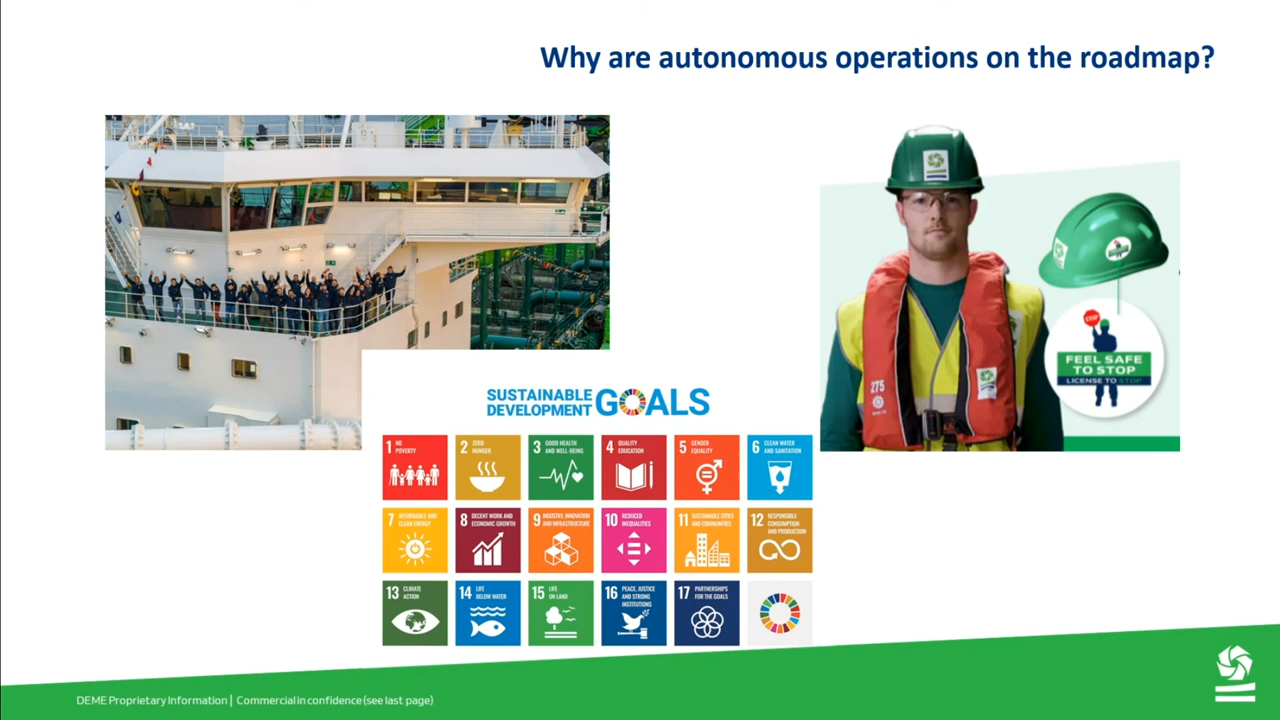 Why are autonomous operations on the roadmap?
STOP
FEEL SAFE
TO STOP
LICENSE TO STOP
275
SUSTAINABLE
DEVELOPMENT
GOALS
1 NO
POVERTY
2 ZERO
HUNGER
3 GOOD HEALTH
AND WELL-BEING
4 QUALITY
EDUCATION
5 GENDER
EQUALITY
6 CLEAN WATER
AND SANITATION
7 AFFORDABLE AND
CLEAN ENERGY
8 DECENT WORK AND
ECONOMIC GROWTH
9 INDUSTRY, INNOVATION
AND INFRASTRUCTURE
10 REDUCED
INEQUALITIES
11 SUSTAINABLE CITIES
AND COMMUNITIES
12 RESPONSIBLE
CONSUMPTION
AND PRODUCTION
13 CLIMATE
ACTION
14 LIFE
BELOW WATER
15 LIFE
ON LAND
16 PEACE, JUSTICE
AND STRONG
INSTITUTIONS
17 PARTNERSHIPS
FOR THE GOALS
DEME Proprietary Information | Commercial in confidence (see last page)